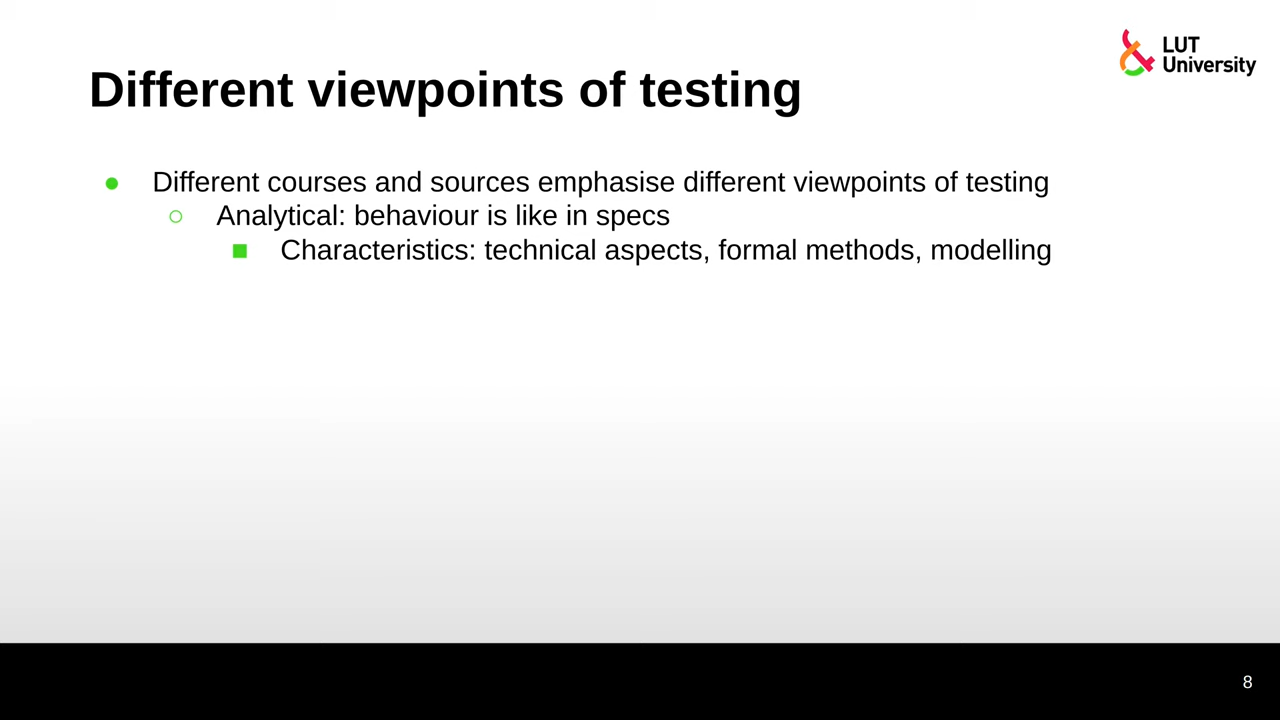 LUT
University
Different viewpoints of testing
Different courses and sources emphasise different viewpoints of testing
Analytical: behaviour is like in specs
Characteristics: technical aspects, formal methods, modelling
8